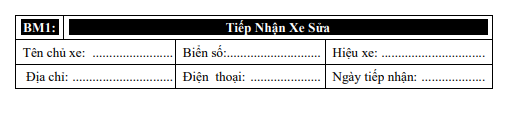 BM1: Tiếp Nhận Xe Sửa
Tên chủ xe: ........................ Biển số:............................ Hiệu xe: ...............................
Địa chỉ: .............................. Điện thoại: ..................... Ngày tiếp nhận: ...................